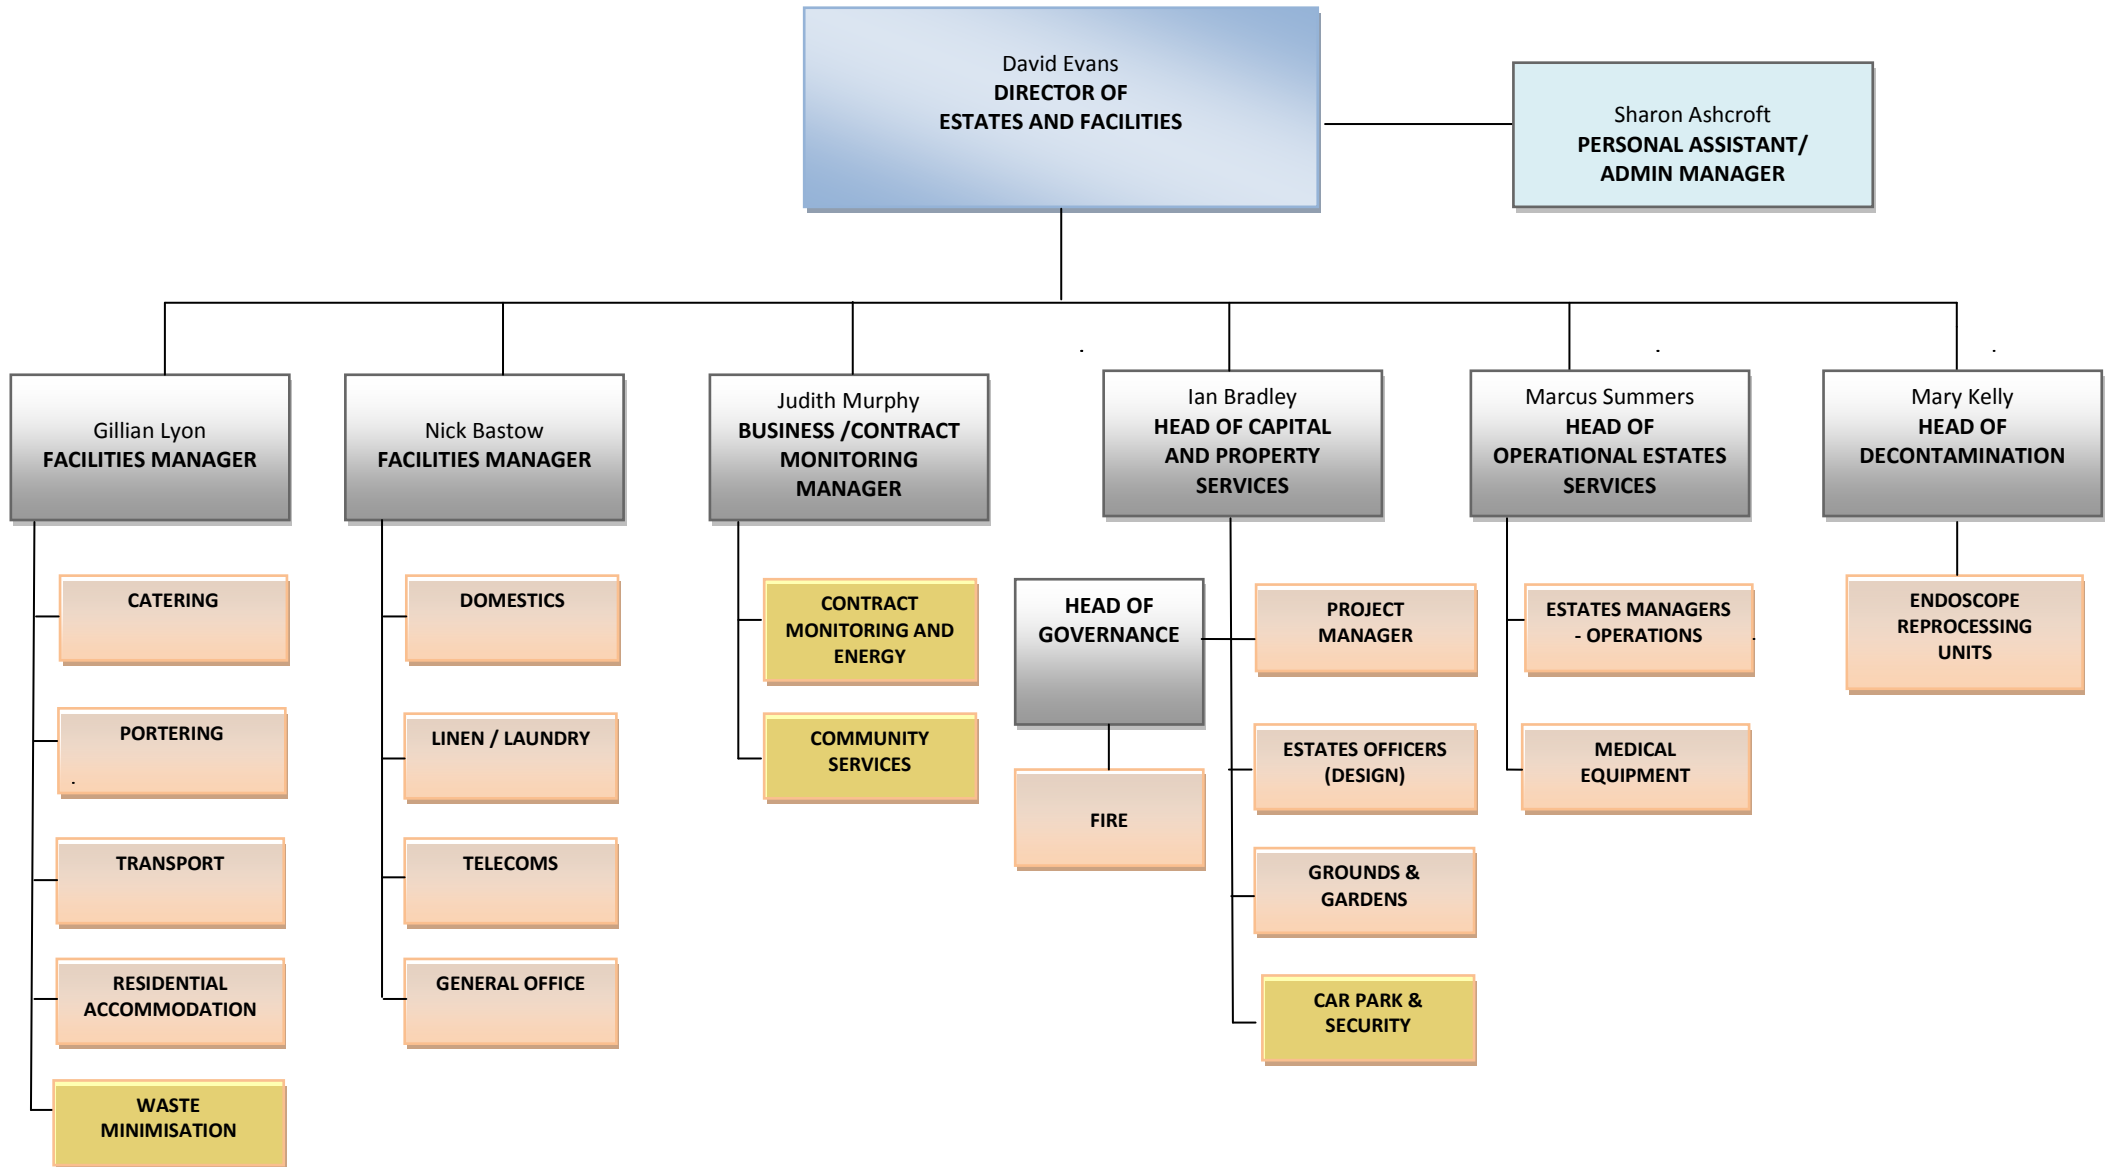 David Evans
DIRECTOR OF
ESTATES AND FACILITIES
Sharon Ashcroft
PERSONAL ASSISTANT/
ADMIN MANAGER
Gillian Lyon
FACILITIES MANAGER
Nick Bastow
FACILITIES MANAGER
Judith Murphy
BUSINESS /CONTRACT
MONITORING
MANAGER
Ian Bradley
HEAD OF CAPITAL
AND PROPERTY
SERVICES
Marcus Summers
HEAD OF
OPERATIONAL ESTATES
SERVICES
Mary Kelly
HEAD OF
DECONTAMINATION
CATERING
PORTERING
TRANSPORT
RESIDENTIAL
ACCOMMODATION
WASTE
MINIMISATION
DOMESTICS
LINEN / LAUNDRY
TELECOMS
GENERAL OFFICE
CONTRACT
MONITORING AND
ENERGY
COMMUNITY
SERVICES
HEAD OF
GOVERNANCE
FIRE
PROJECT
MANAGER
ESTATES OFFICERS
(DESIGN)
GROUNDS &
GARDENS
CAR PARK &
SECURITY
ESTATES MANAGERS
- OPERATIONS
MEDICAL
EQUIPMENT
ENDOSCOPE
REPROCESSING
UNITS